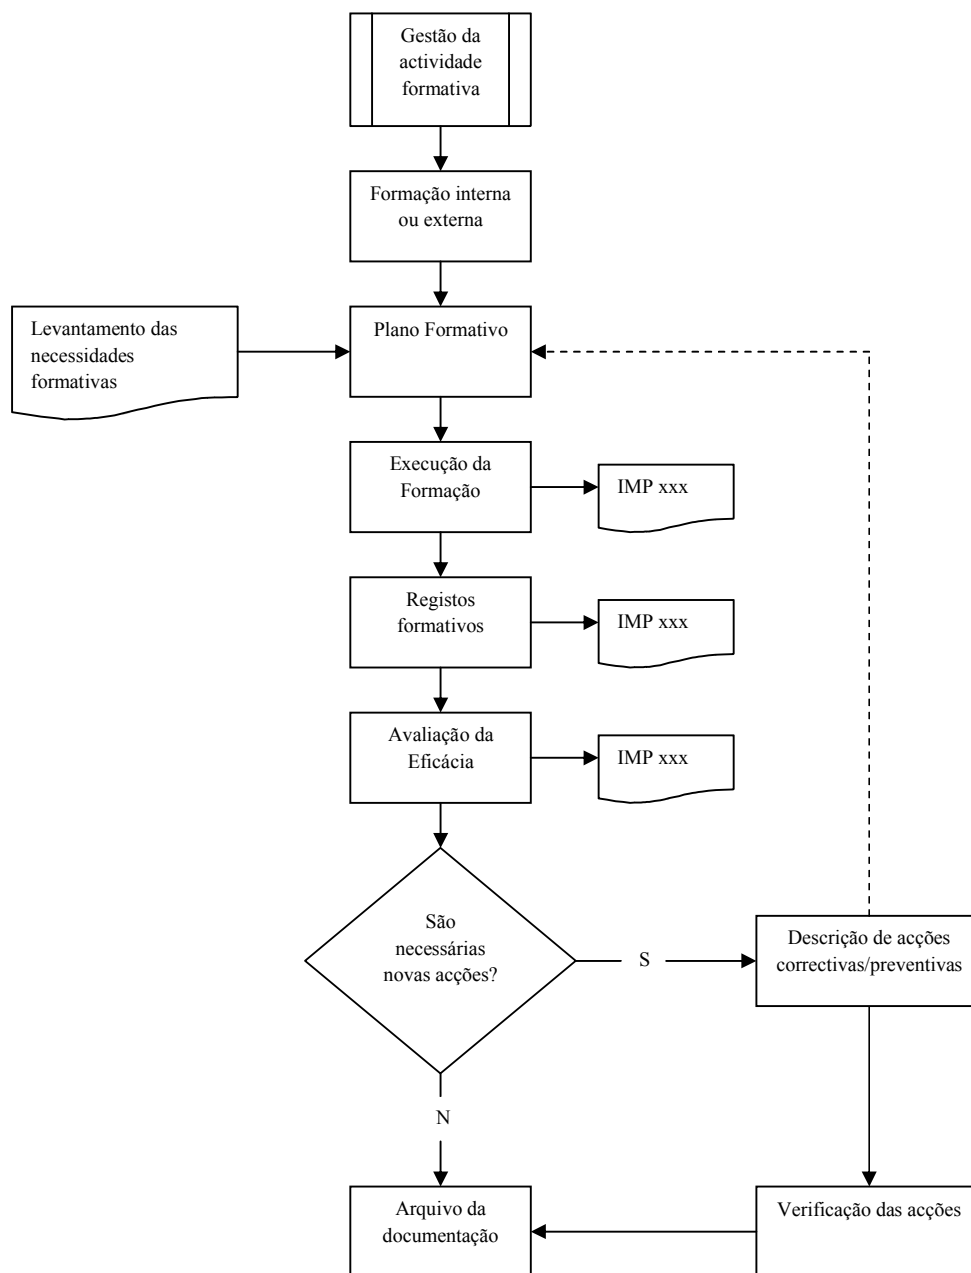 Gestão da
actividade
formativa
Formação interna
ou externa
Levantamento das
necessidades
formativas
Plano Formativo
Execução da
Formação
IMP xxx
Registos
formativos
IMP xxx
Avaliação da
Eficácia
IMP xxx
São
necessárias
novas acções?
S
Descrição de acções
correctivas/preventivas
N
Arquivo da
documentação
Verificação das acções